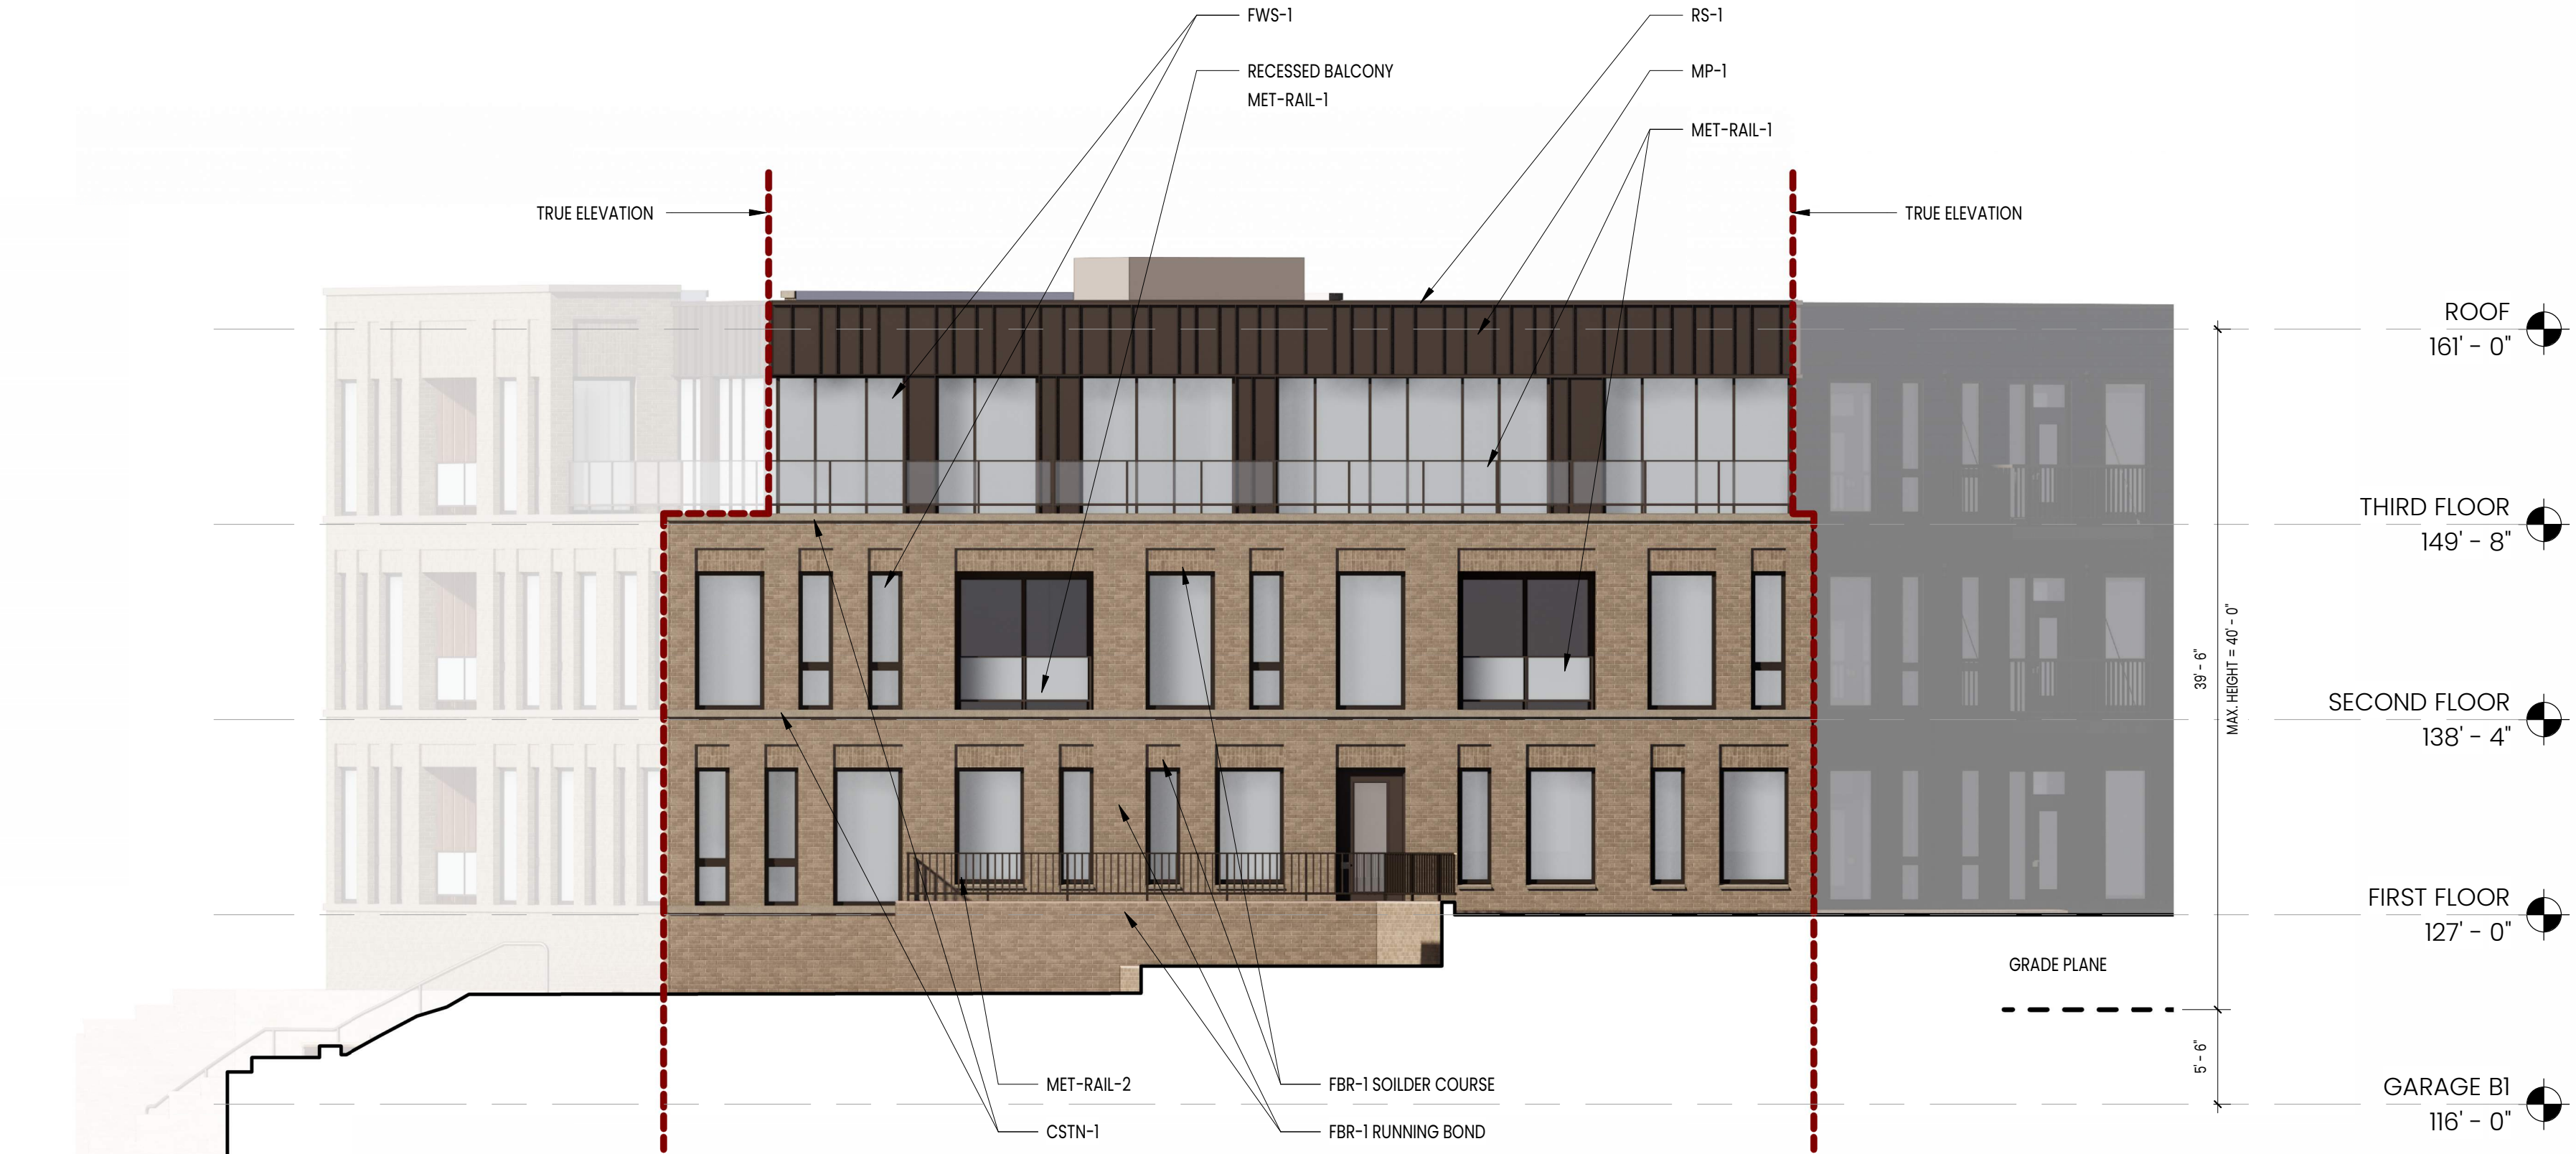 FWS-1
RS-1
RECESSED BALCONY
MET-RAIL-1
MP-1
MET-RAIL-1
TRUE ELEVATION
TRUE ELEVATION
ROOF
161' - 0"
THIRD FLOOR
149' - 8"
39' - 6"
MAX. HEIGHT = 40' - 0"
SECOND FLOOR
138' - 4"
FIRST FLOOR
127' - 0"
GRADE PLANE
5' - 6"
GARAGE B1
116' - 0"
MET-RAIL-2
FBR-1 SOILDER COURSE
CSTN-1
FBR-1 RUNNING BOND